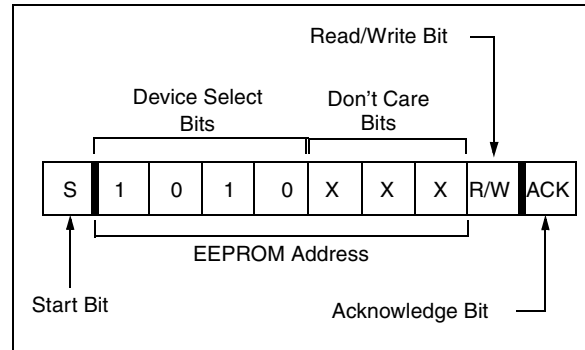 Read/Write Bit
Device Select
Bits
Don't Care
Bits
S 1 0 1 0 X X X R/W ACK
EEPROM Address
Start Bit
Acknowledge Bit